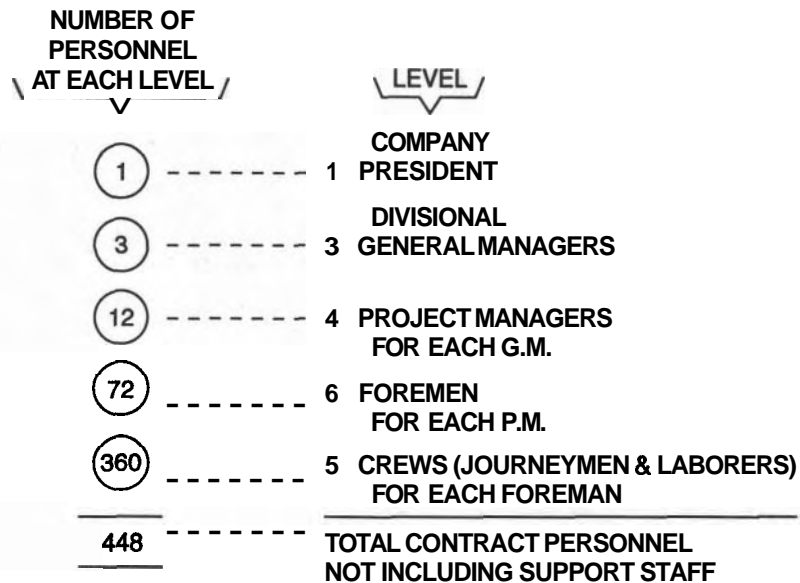 NUMBER OF
PERSONNEL
AT EACH LEVEL
LEVEL
COMPANY
1 1 PRESIDENT
DIVISIONAL
3 3 GENERAL MANAGERS
12 4 PROJECT MANAGERS
FOR EACH G.M.
72 6 FOREMEN
FOR EACH P.M.
360 5 CREWS (JOURNEYMEN & LABORERS)
FOR EACH FOREMAN
448 TOTAL CONTRACT PERSONNEL
NOT INCLUDING SUPPORT STAFF